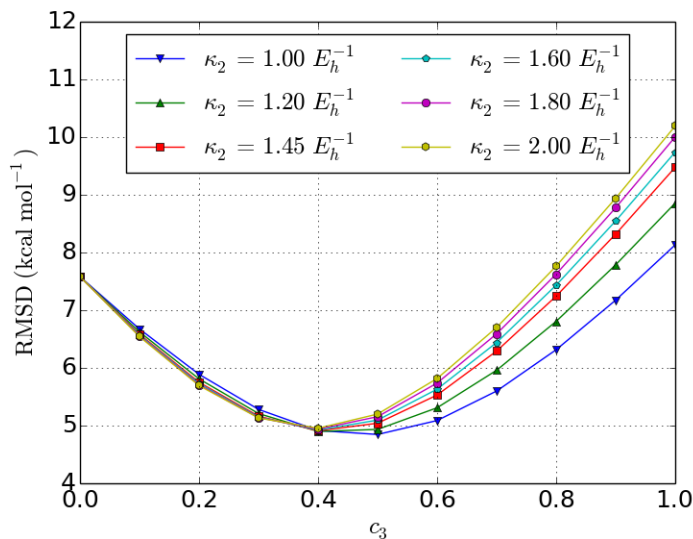 12
11
10
9
8
7
6
5
4
RMSD (kcal mol⁻¹)
κ₂ = 1.00 Eₕ⁻¹
κ₂ = 1.20 Eₕ⁻¹
κ₂ = 1.45 Eₕ⁻¹
κ₂ = 1.60 Eₕ⁻¹
κ₂ = 1.80 Eₕ⁻¹
κ₂ = 2.00 Eₕ⁻¹
0.0 0.2 0.4 0.6 0.8 1.0
c₃